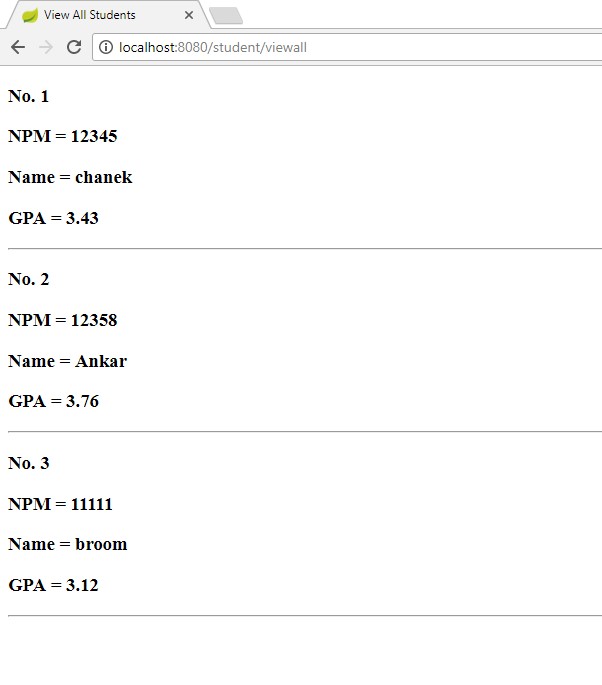 View All Students
localhost:8080/student/viewall
No. 1
NPM = 12345
Name = chanek
GPA = 3.43
No. 2
NPM = 12358
Name = Ankar
GPA = 3.76
No. 3
NPM = 11111
Name = broom
GPA = 3.12